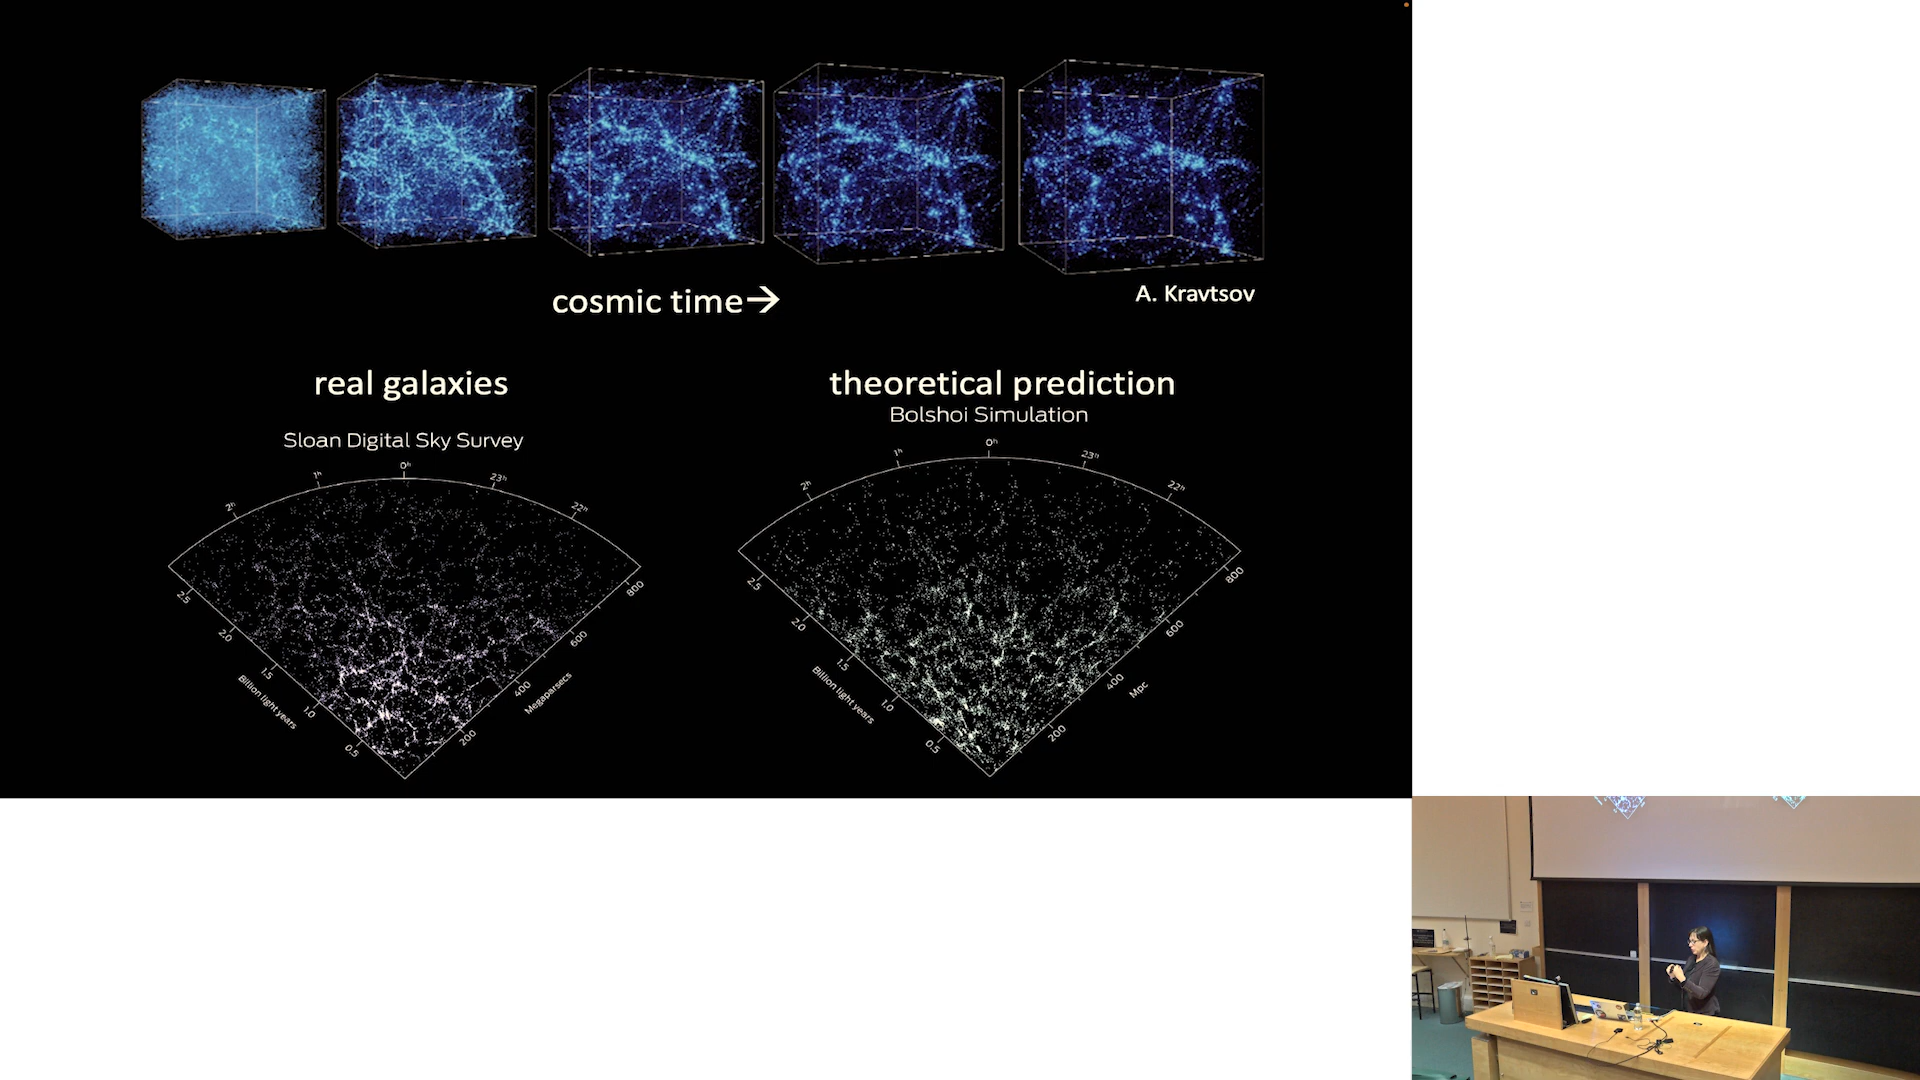 cosmic time→
A. Kravtsov
real galaxies
Sloan Digital Sky Survey
2h 1h 0h 23h 22h
2.5 2.0 1.5 1.0 0.5
Billion light years
200 400 600 800
Megaparsecs
theoretical prediction
Bolshoi Simulation
2h 1h 0h 23h 22h
2.5 2.0 1.5 1.0 0.5
Billion light years
200 400 600 800
Mpc